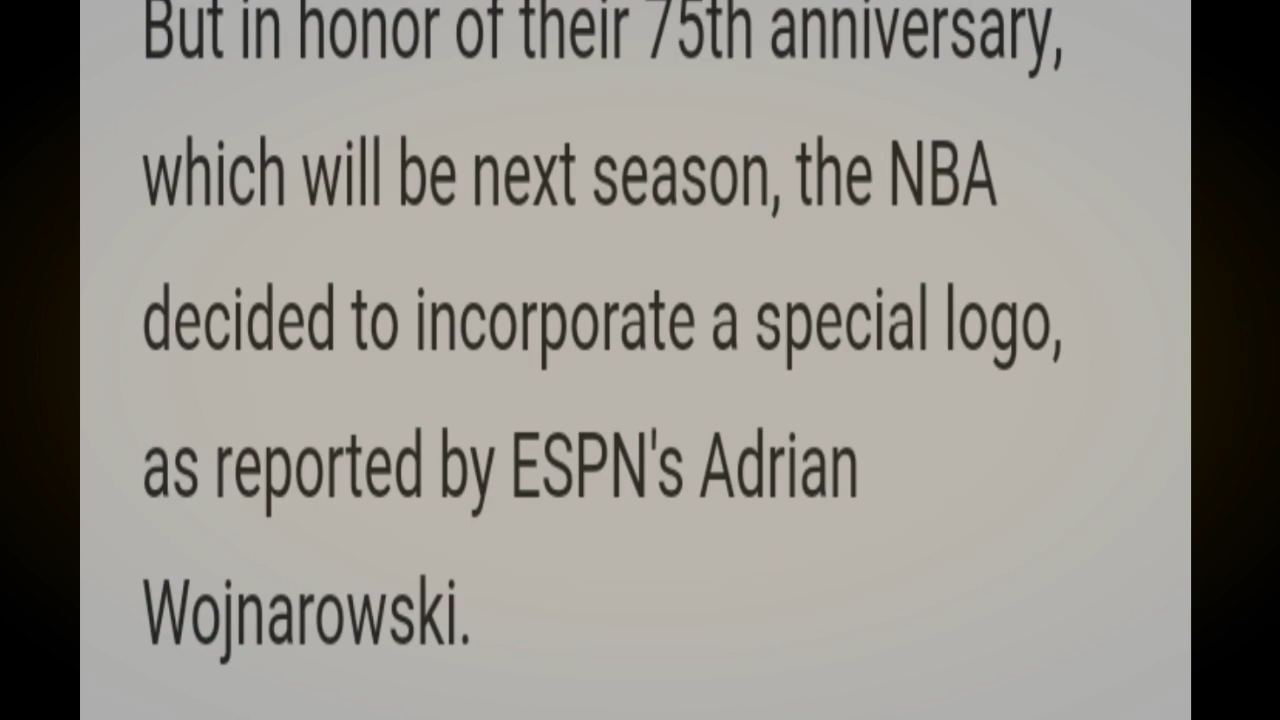 But in honor of their 75th anniversary,
which will be next season, the NBA
decided to incorporate a special logo,
as reported by ESPN's Adrian
Wojnarowski.